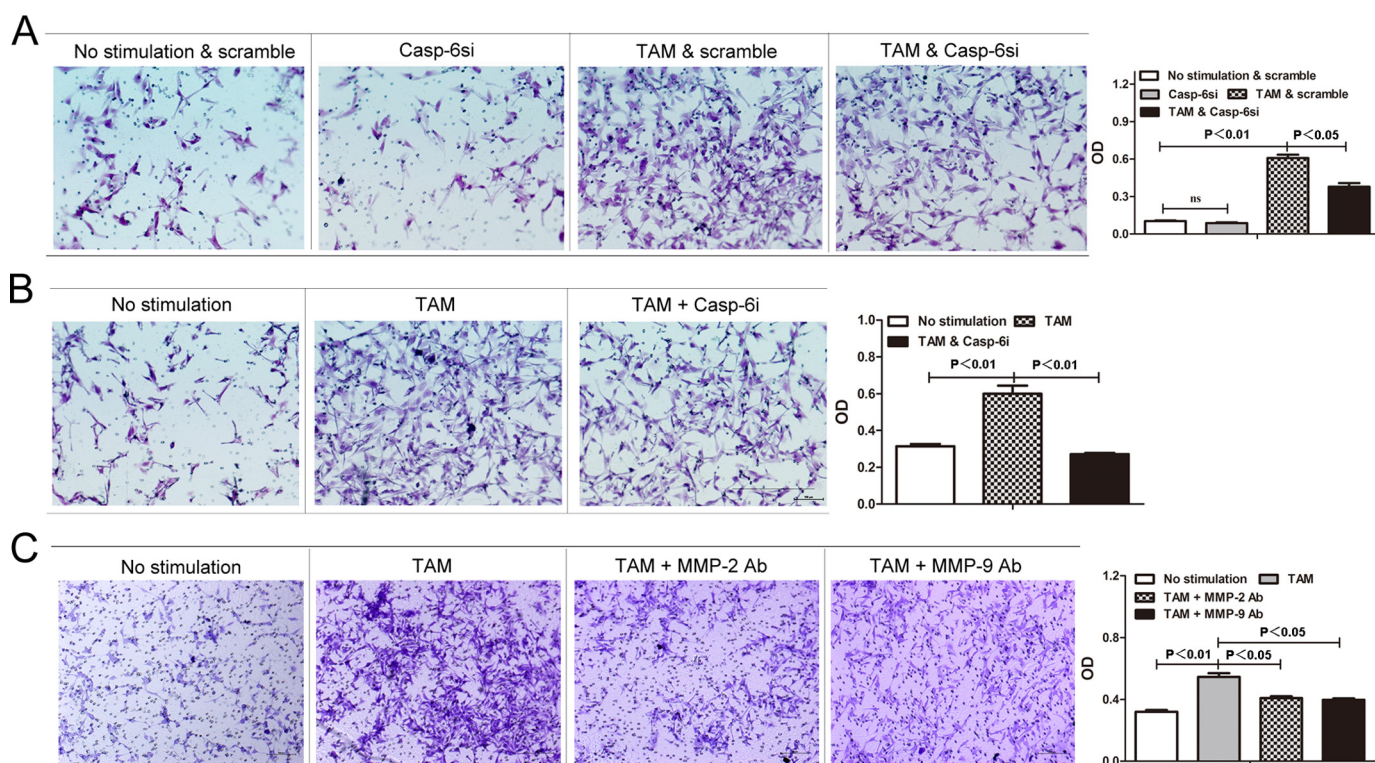 A
No stimulation & scramble
Casp-6si
TAM & scramble
TAM & Casp-6si
1.2
0.9
0.6
0.3
0.0
OD
No stimulation & scramble
Casp-6si TAM & scramble
TAM & Casp-6si
P<0.01 P<0.05
ns
B
No stimulation
TAM
TAM + Casp-6i
1.0
0.8
0.6
0.4
0.2
0.0
OD
No stimulation TAM
TAM & Casp-6i
P<0.01 P<0.01
C
No stimulation
TAM
TAM + MMP-2 Ab
TAM + MMP-9 Ab
1.2
0.8
0.4
0.0
OD
No stimulation TAM
TAM + MMP-2 Ab
TAM + MMP-9 Ab
P<0.05
P<0.01 P<0.05